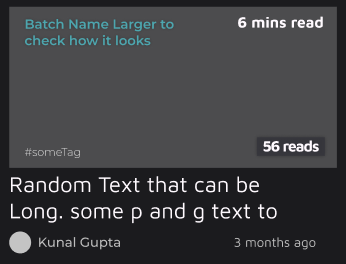 Batch Name Larger to 6 mins read
check how it looks
#someTag 56 reads
Random Text that can be
Long. some p and g text to
Kunal Gupta 3 months ago